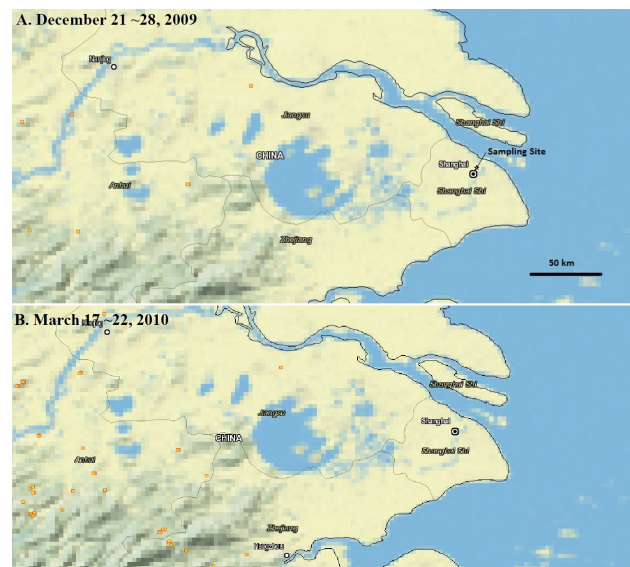 A. December 21 ~28, 2009
Nanjing
Jiangsu
Shanghai Shi
CHINA
Sampling Site
Shanghai
Shanghai Shi
Anhui
Zhejiang
50 km
B. March 17 ~22, 2010
Shanghai Shi
Jiangsu
Shanghai
CHINA
Shanghai Shi
Anhui
Zhejiang